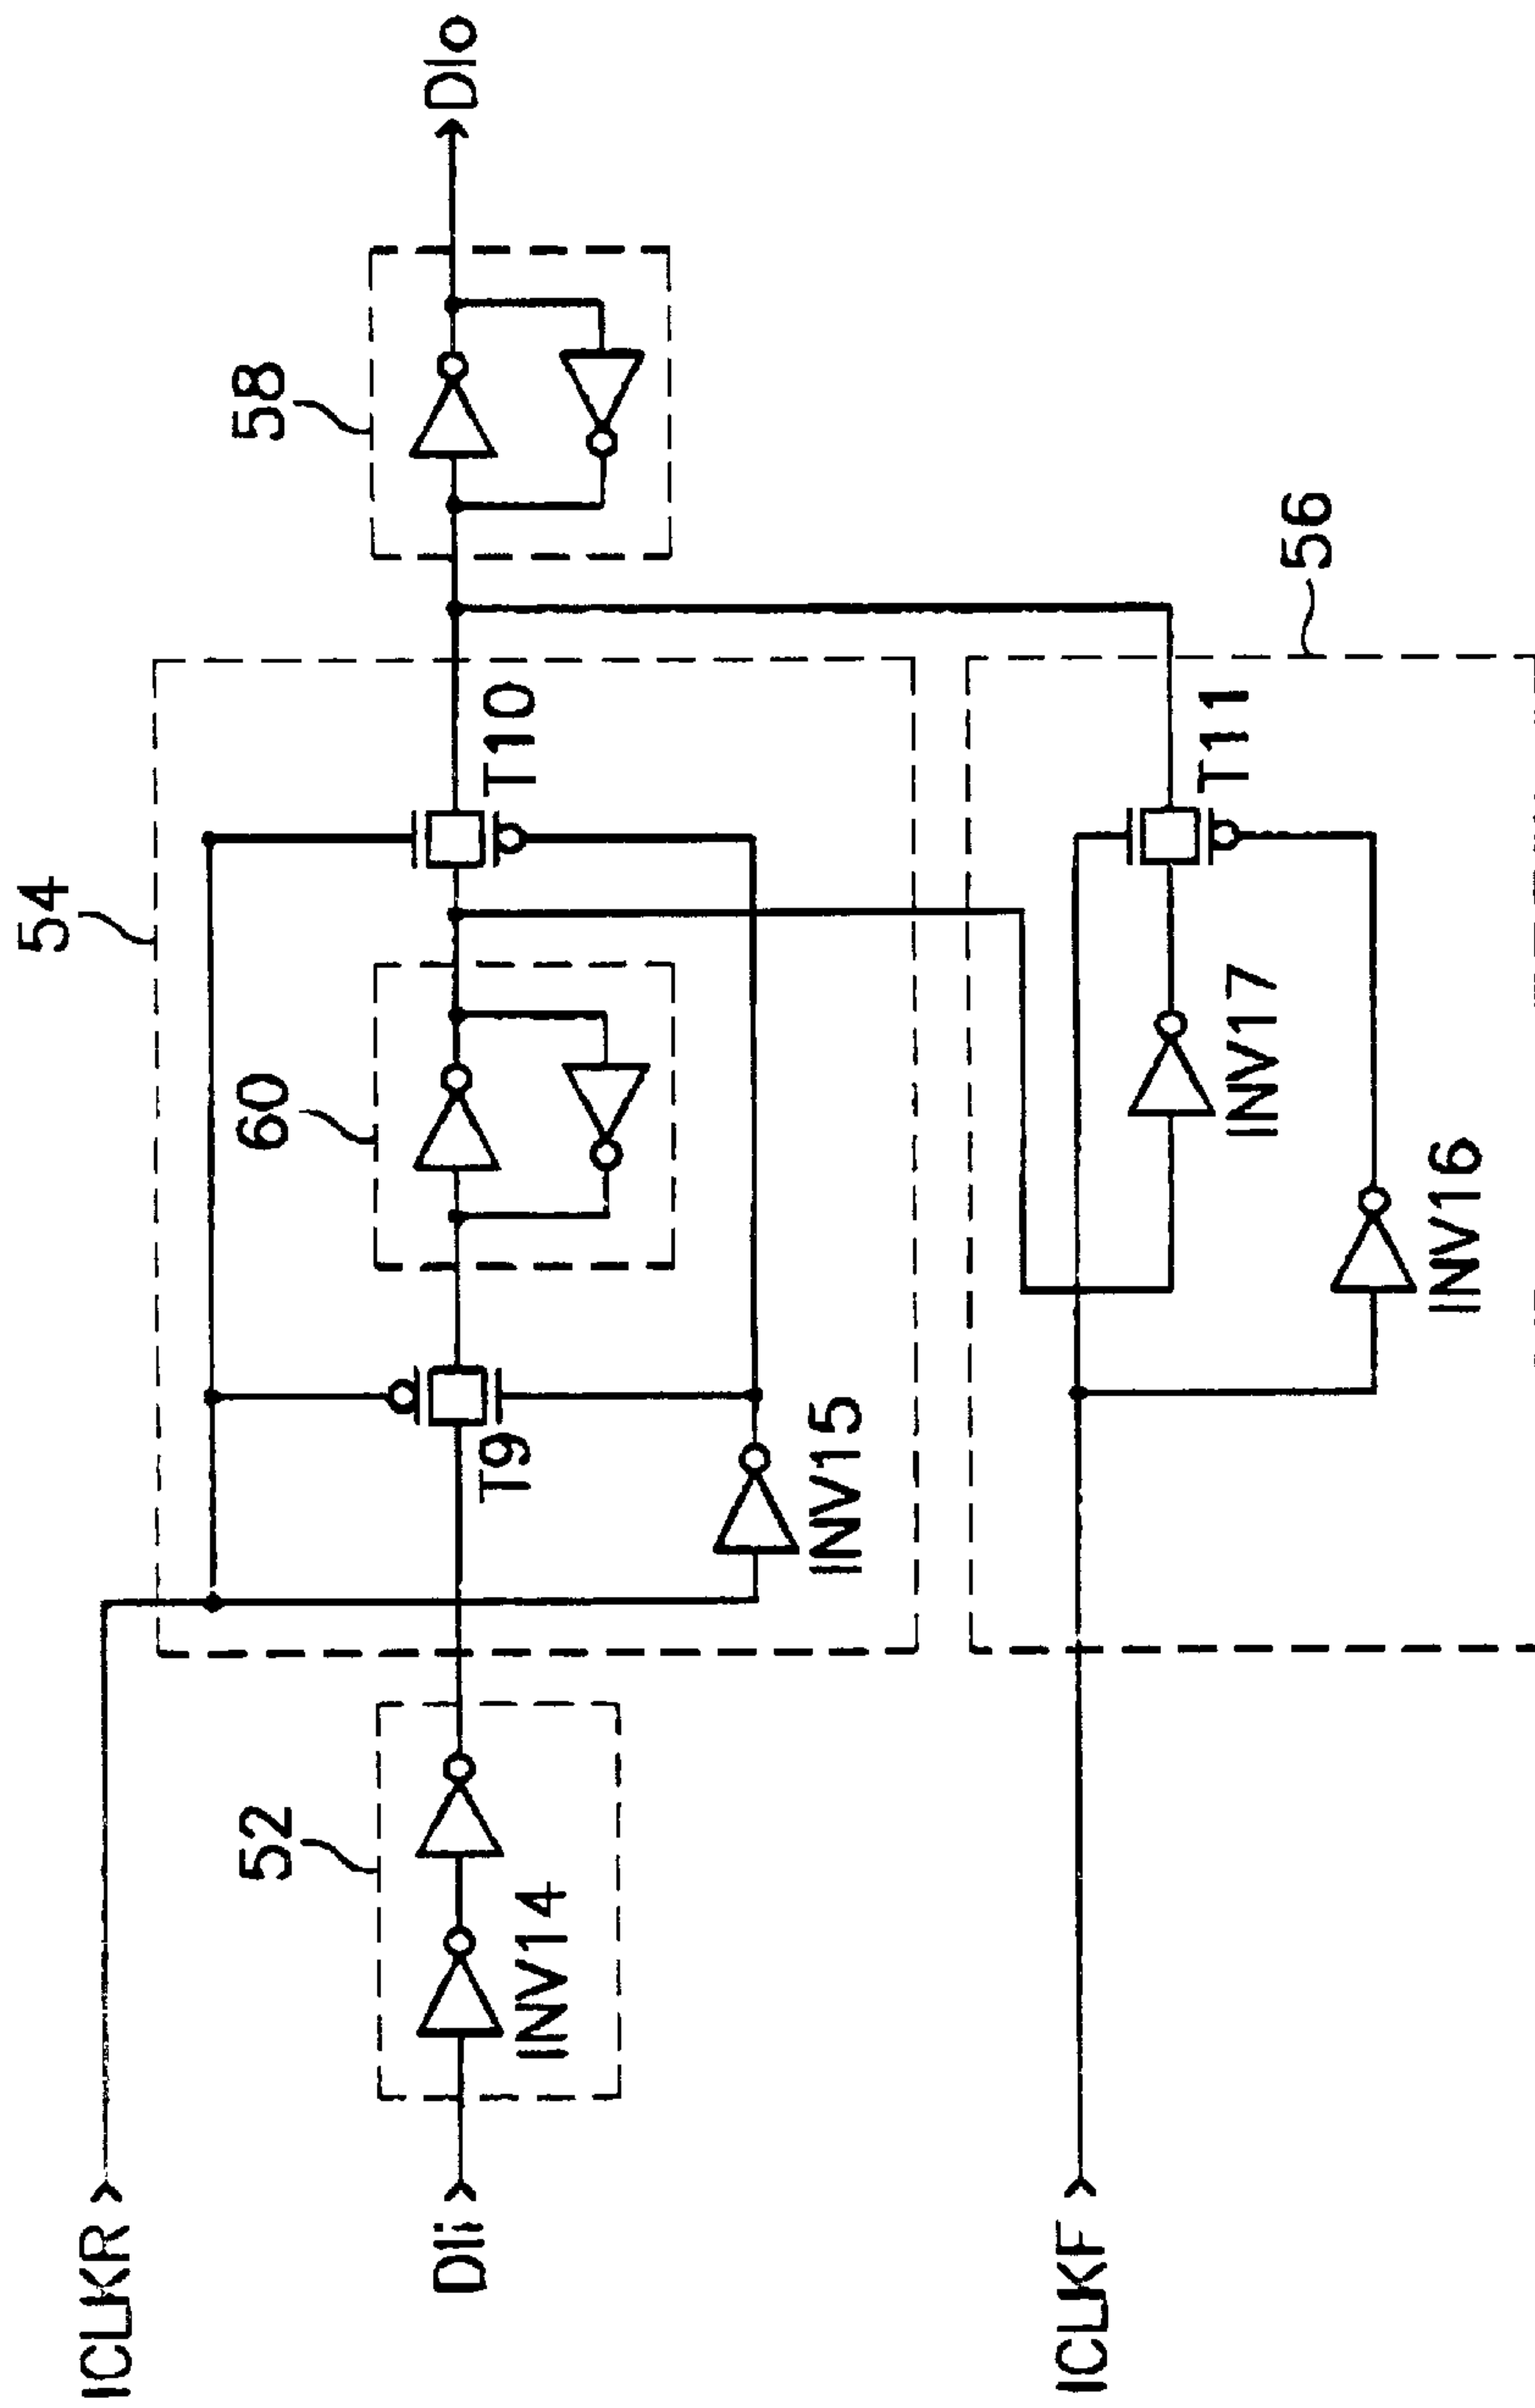 54
ICLKR
60
58
52
DIi
INV14
T9
T10
DIo
INV15
56
ICLKF
INV17
T11
INV16